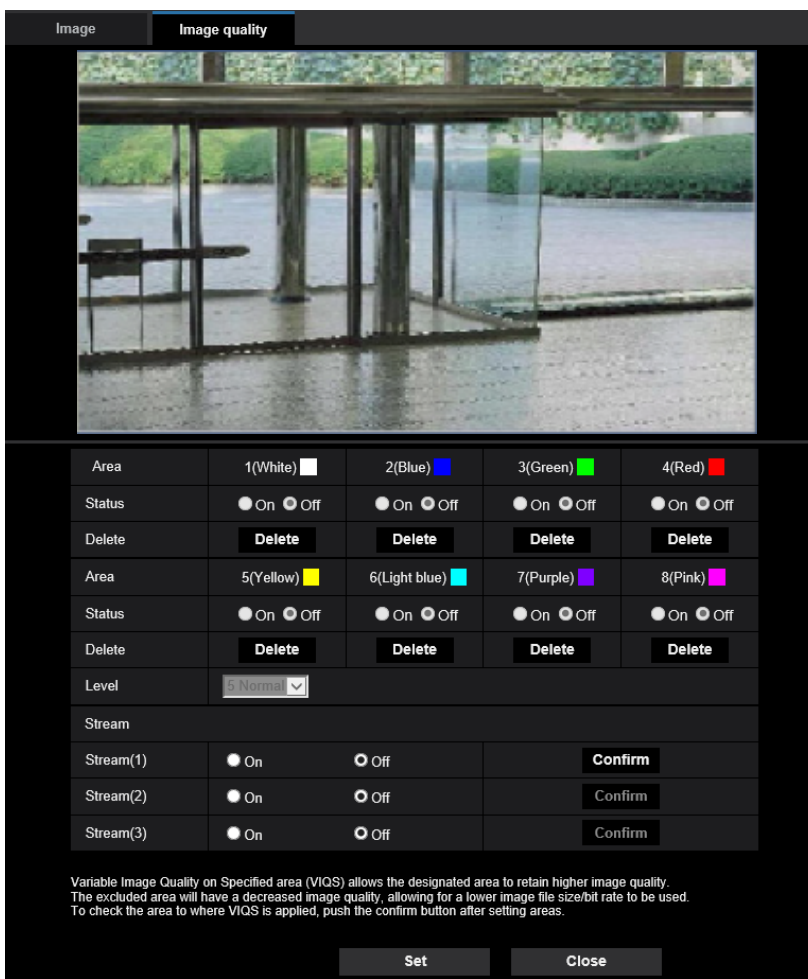 Image Image quality
Area 1(White) 2(Blue) 3(Green) 4(Red)
Status On Off On Off On Off On Off
Delete Delete Delete Delete Delete
Area 5(Yellow) 6(Light blue) 7(Purple) 8(Pink)
Status On Off On Off On Off On Off
Delete Delete Delete Delete Delete
Level 5 Normal
Stream
Stream(1) On Off Confirm
Stream(2) On Off Confirm
Stream(3) On Off Confirm
Variable Image Quality on Specified area (VIQS) allows the designated area to retain higher image quality.
The excluded area will have a decreased image quality, allowing for a lower image file size/bit rate to be used.
To check the area to where VIQS is applied, push the confirm button after setting areas.
Set Close